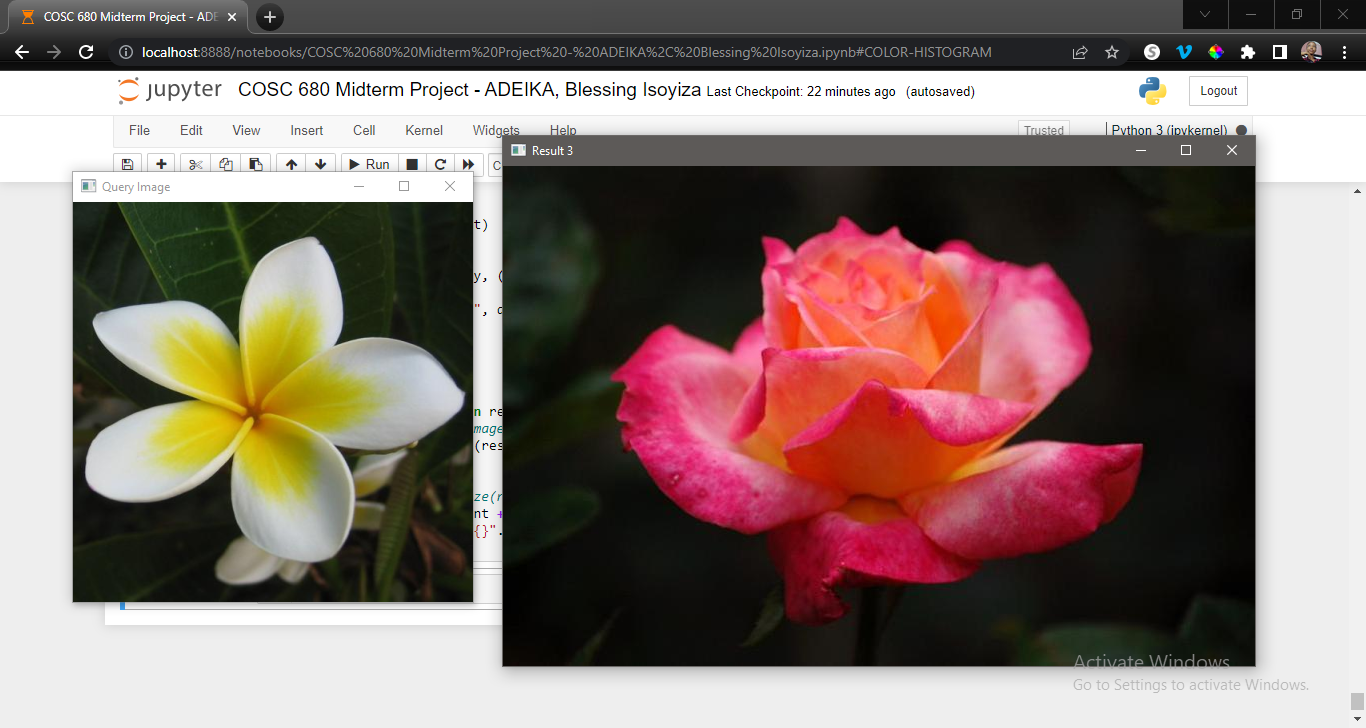 COSC 680 Midterm Project - ADE
localhost:8888/notebooks/COSC%20680%20Midterm%20Project%20-%20ADEIKA%2C%20Blessing%20Isoyiza.ipynb#COLOR-HISTOGRAM
jupyter COSC 680 Midterm Project - ADEIKA, Blessing Isoyiza Last Checkpoint: 22 minutes ago (autosaved)
Logout
File Edit View Insert Cell Kernel Widgets Help
Trusted
Python 3 (ipykernel)
Run
Result 3
Query Image
t)
y, (
",
n re
mage
(res
ze(r
nt +
{}".
Activate Windows
Go to Settings to activate Windows.